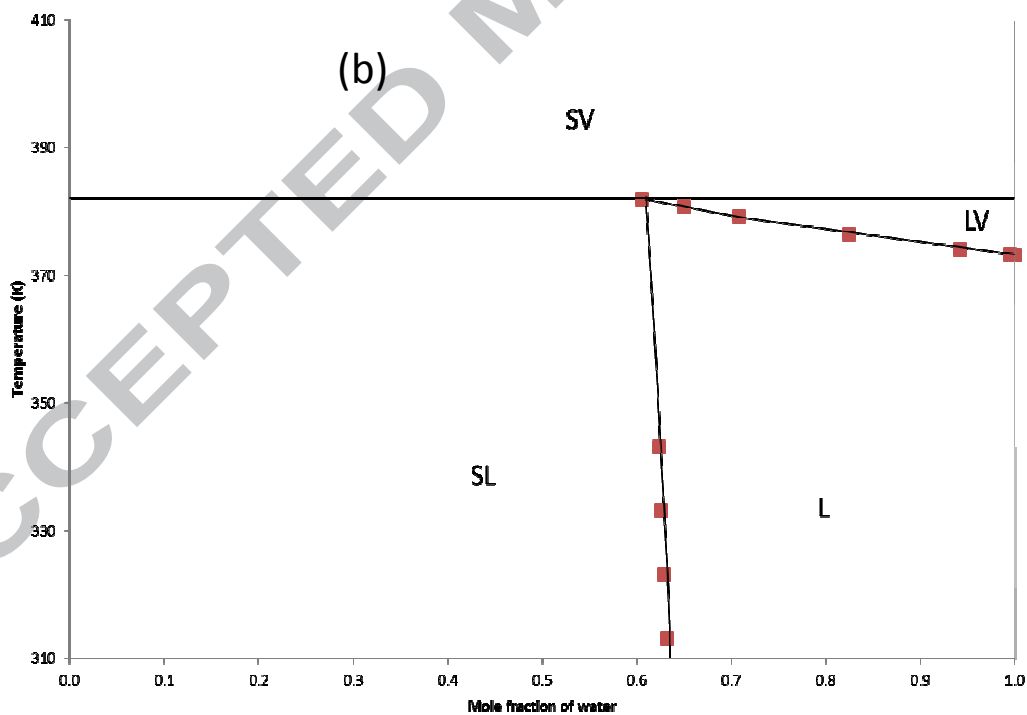 410
(b)
SV
390
LV
370
Temperature (K)
350
SL
330
L
310
0.0 0.1 0.2 0.3 0.4 0.5 0.6 0.7 0.8 0.9 1.0
Mole fraction of water
CCEPTED M